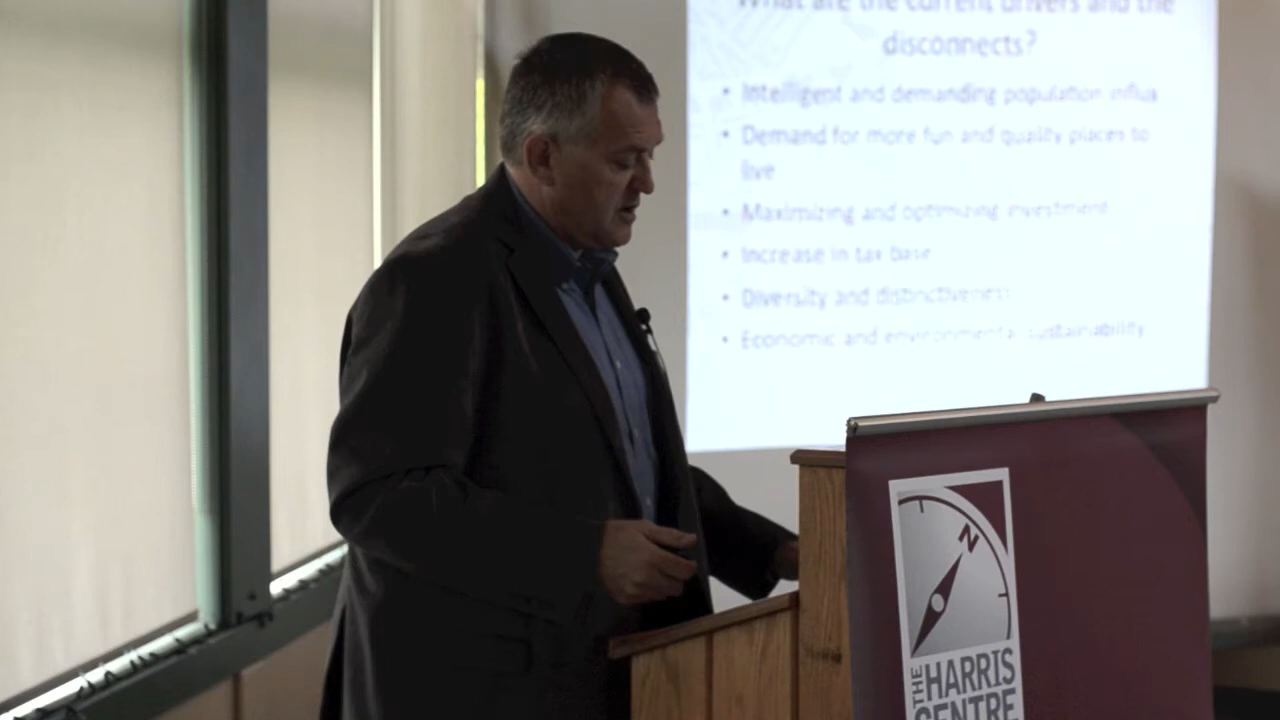 What are the current drivers and the
disconnects?
• Intelligent and demanding population influx
• Demand for more fun and quality places to
live
• Maximizing and optimizing investment
• Increase in tax base
• Diversity and distinctiveness
• Economic and environmental sustainability
N
THE HARRIS
CENTRE